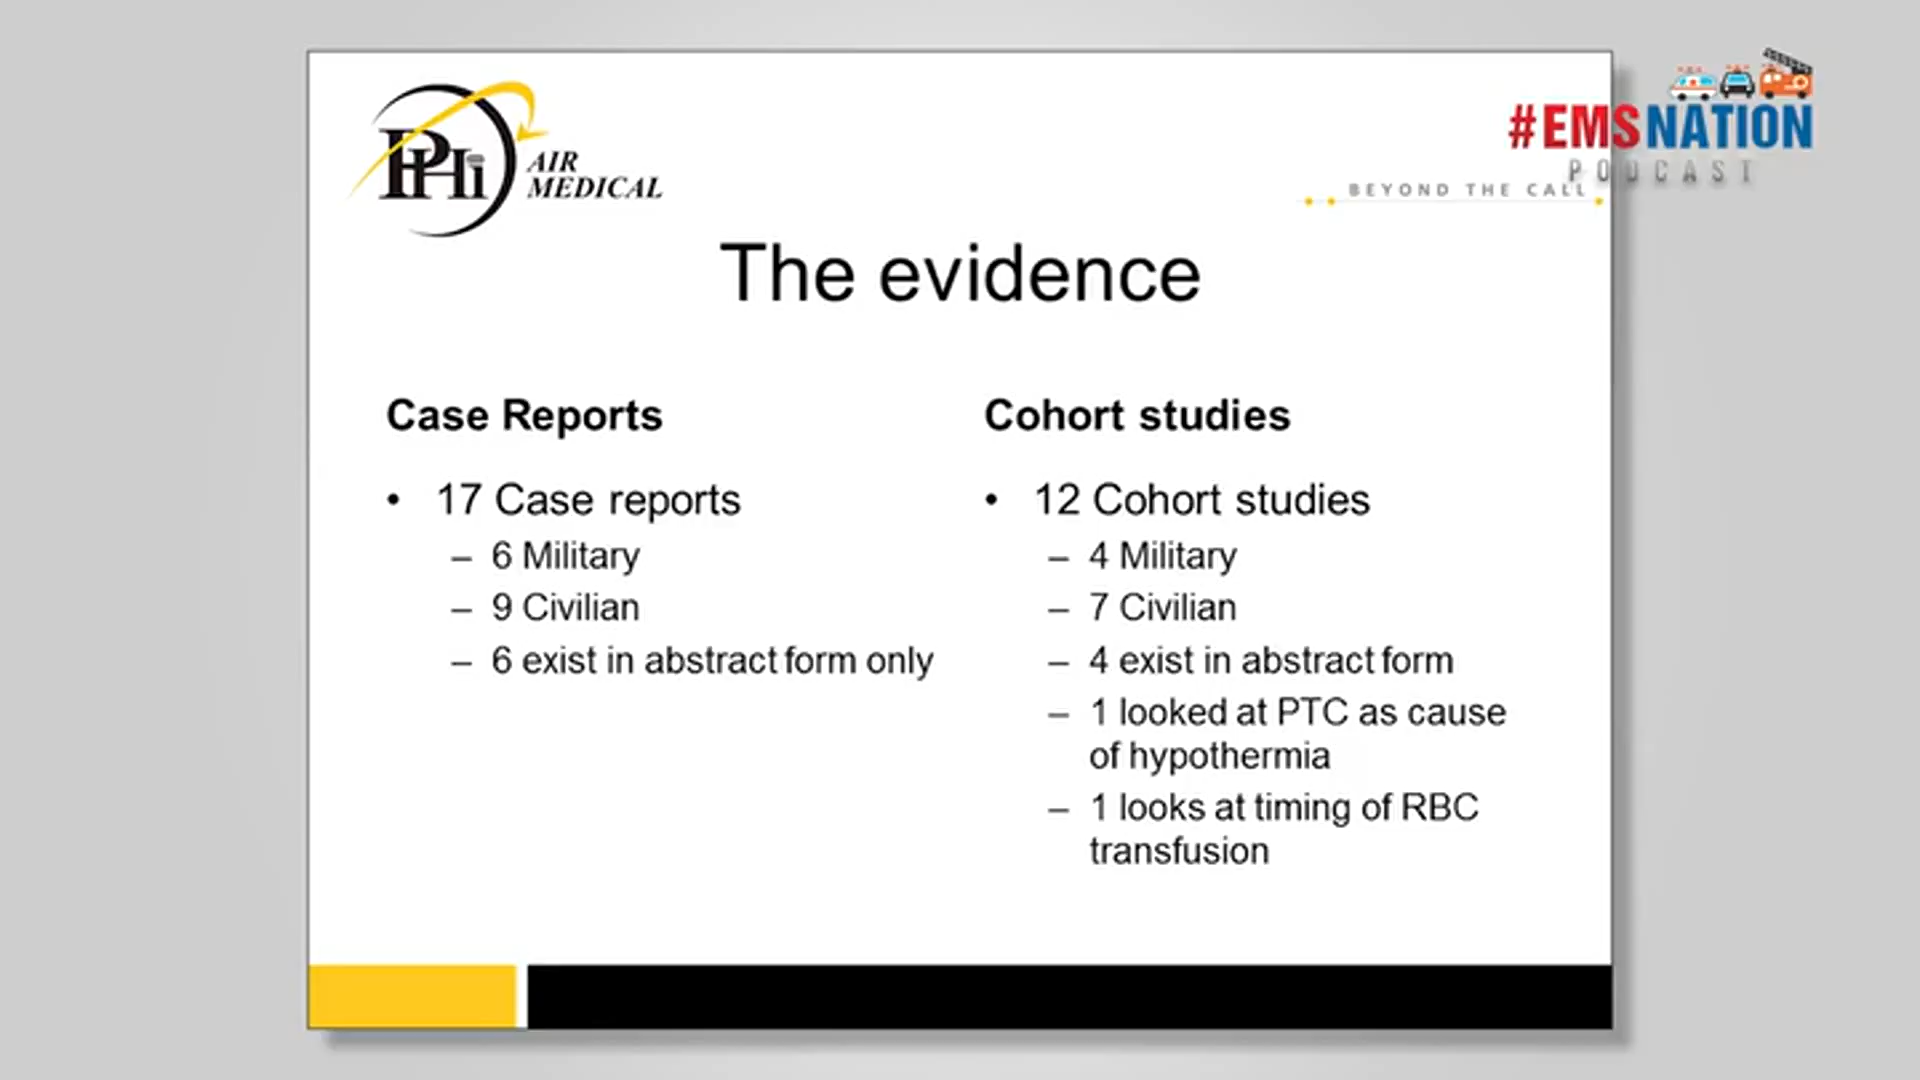 PHi AIR
MEDICAL
#EMSNATION
PODCAST
BEYOND THE CALL
The evidence
Case Reports
• 17 Case reports
– 6 Military
– 9 Civilian
– 6 exist in abstract form only
Cohort studies
• 12 Cohort studies
– 4 Military
– 7 Civilian
– 4 exist in abstract form
– 1 looked at PTC as cause
of hypothermia
– 1 looks at timing of RBC
transfusion